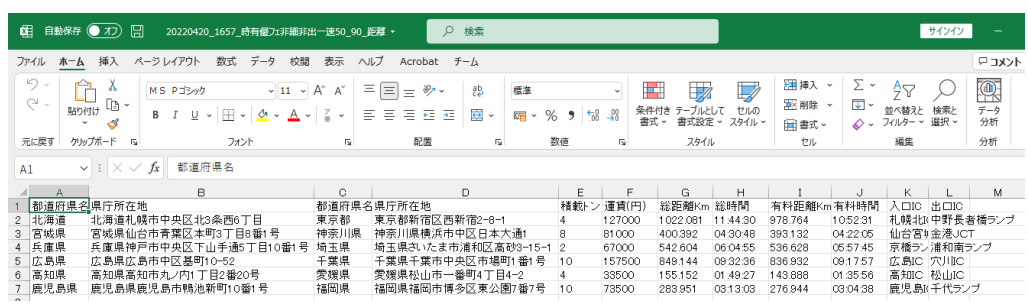 自動保存 オフ 20220420_1657_時有優フェ非細非出一速50_90_距離 検索 サインイン
ファイル ホーム 挿入 ページ レイアウト 数式 データ 校閲 表示 ヘルプ Acrobat チーム コメント
貼り付け MS Pゴシック 11 A A ab 標準 条件付き テーブルとして セルの 挿入 Σ 並べ替えと 検索と データ
B I U A % 9 書式 書式設定 スタイル 削除 フィルター 選択 分析
書式
元に戻す クリップボード フォント 配置 数値 スタイル セル 編集 分析
A1 fx 都道府県名
A B C D E F G H I J K L M
1 都道府県名 県庁所在地 都道府県名 県庁所在地 積載トン 運賃(円) 総距離Km 総時間 有料距離Km 有料時間 入口IC 出口IC
2 北海道 北海道札幌市中央区北3条西6丁目 東京都 東京都新宿区西新宿2-8-1 4 127000 1022.081 11:44:30 978.764 10:52:31 札幌北I 中野長者橋ランプ
3 宮城県 宮城県仙台市青葉区本町3丁目8番1号 神奈川県 神奈川県横浜市中区日本大通1 8 81000 400.392 04:30:48 393.132 04:22:05 仙台宮 金港JCT
4 兵庫県 兵庫県神戸市中央区下山手通5丁目10番1号 埼玉県 埼玉県さいたま市浦和区高砂3-15-1 2 67000 542.604 06:04:55 536.628 05:57:45 京橋ラン 浦和南ランプ
5 広島県 広島県広島市中区基町10-52 千葉県 千葉県千葉市中央区市場町1番1号 10 157500 849.144 09:32:36 836.932 09:17:57 広島IC 穴川IC
6 高知県 高知県高知市丸ノ内1丁目2番20号 愛媛県 愛媛県松山市一番町4丁目4-2 4 33500 155.152 01:49:27 143.888 01:35:56 高知IC 松山IC
7 鹿児島県 鹿児島県鹿児島市鴨池新町10番1号 福岡県 福岡県福岡市博多区東公園7番7号 10 73500 283.951 03:13:03 276.944 03:04:38 鹿児島I 千代ランプ